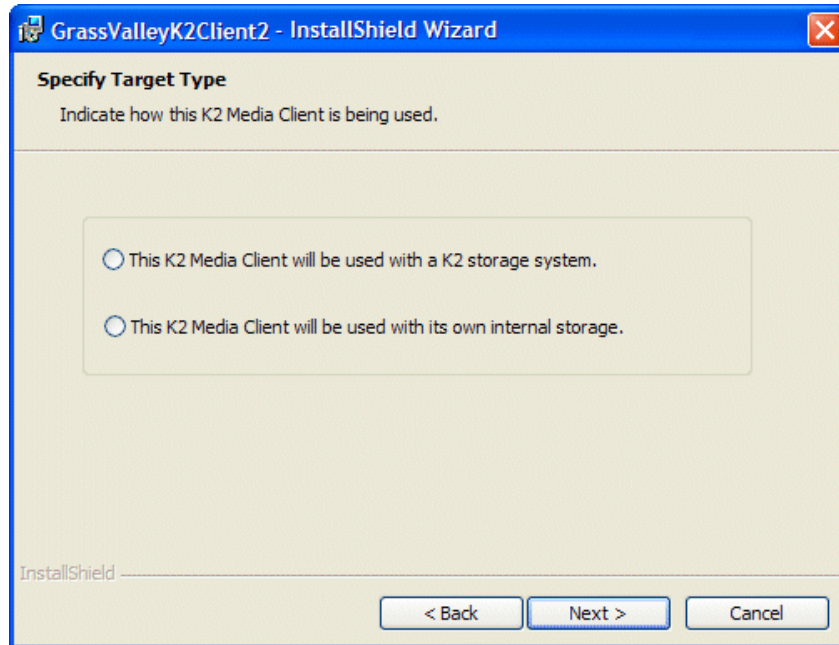 GrassValleyK2Client2 - InstallShield Wizard
Specify Target Type
Indicate how this K2 Media Client is being used.
This K2 Media Client will be used with a K2 storage system.
This K2 Media Client will be used with its own internal storage.
InstallShield
< Back Next > Cancel